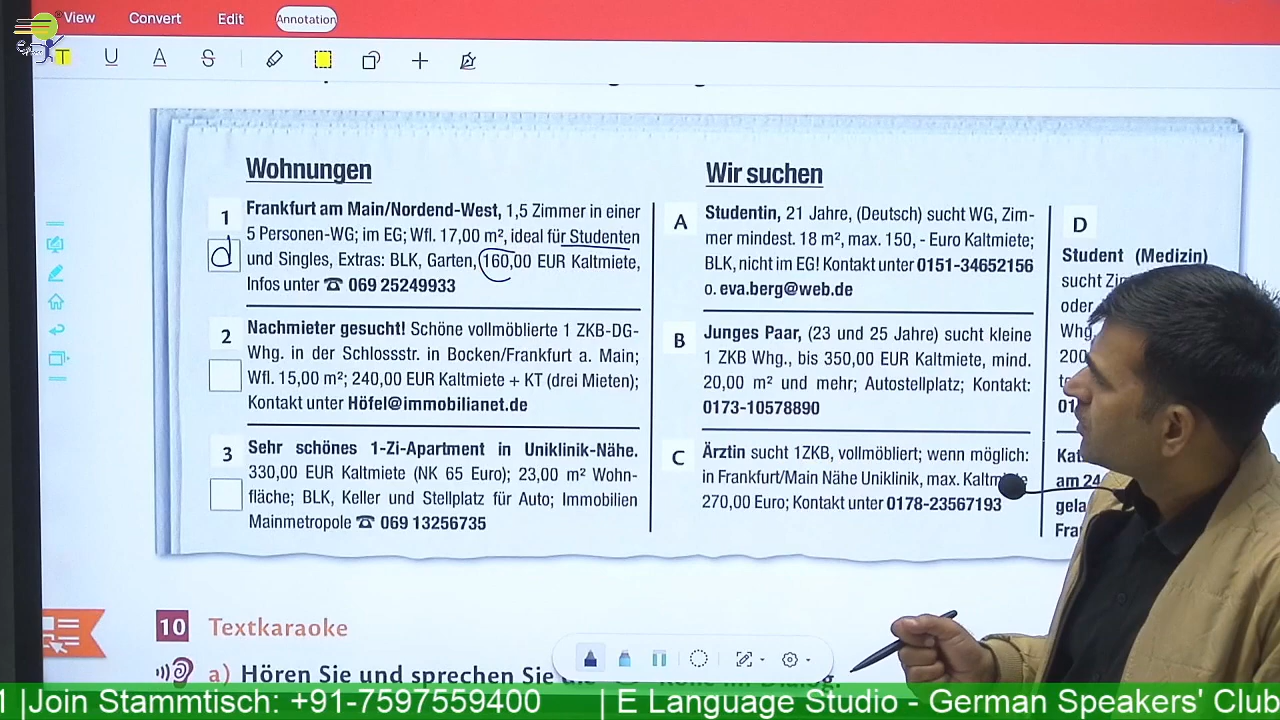 View Convert Edit Annotation
T U A S
Wohnungen
1
d
Frankfurt am Main/Nordend-West, 1,5 Zimmer in einer
5 Personen-WG; im EG; Wfl. 17,00 m², ideal für Studenten
und Singles, Extras: BLK, Garten, 160,00 EUR Kaltmiete,
Infos unter ☎ 069 25249933
2
Nachmieter gesucht! Schöne vollmöblierte 1 ZKB-DG-
Whg. in der Schlossstr. in Bocken/Frankfurt a. Main;
Wfl. 15,00 m²; 240,00 EUR Kaltmiete + KT (drei Mieten);
Kontakt unter Höfel@immobilianet.de
3
Sehr schönes 1-Zi-Apartment in Uniklinik-Nähe.
330,00 EUR Kaltmiete (NK 65 Euro); 23,00 m² Wohn-
fläche; BLK, Keller und Stellplatz für Auto; Immobilien
Mainmetropole ☎ 069 13256735
Wir suchen
A
Studentin, 21 Jahre, (Deutsch) sucht WG, Zim-
mer mindest. 18 m², max. 150, - Euro Kaltmiete;
BLK, nicht im EG! Kontakt unter 0151-34652156
o. eva.berg@web.de
B
Junges Paar, (23 und 25 Jahre) sucht kleine
1 ZKB Whg., bis 350,00 EUR Kaltmiete, mind.
20,00 m² und mehr; Autostellplatz; Kontakt:
0173-10578890
C
Ärztin sucht 1ZKB, vollmöbliert; wenn möglich:
in Frankfurt/Main Nähe Uniklinik, max.
270,00 Euro; Kontakt unter 0178-23567193
D
Student (Medizin)
sucht
oder
Whg
200
01
am 24
10 Textkaraoke
a) Hören Sie und sprechen Sie
1 |Join Stammtisch: +91-7597559400 | E Language Studio - German Speakers' Club